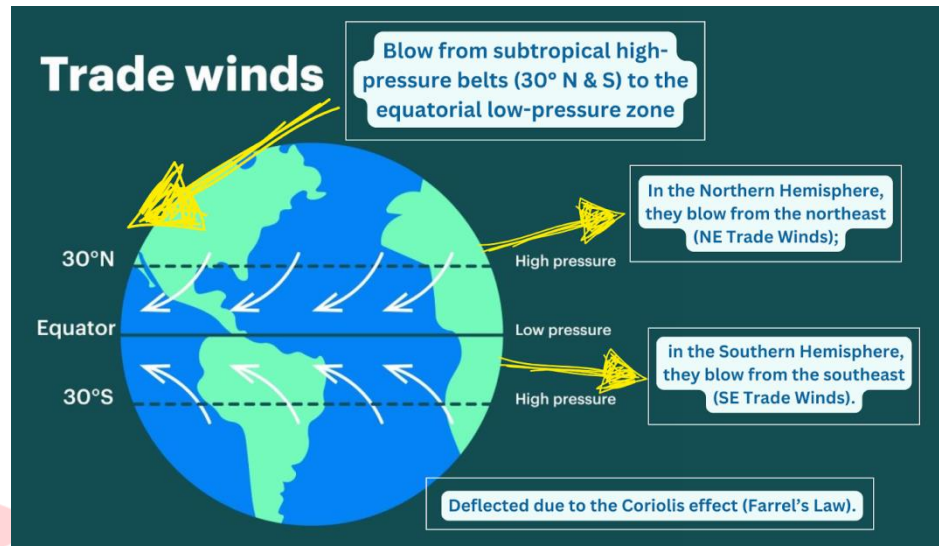 Trade winds
Blow from subtropical high-
pressure belts (30° N & S) to the
equatorial low-pressure zone
In the Northern Hemisphere,
they blow from the northeast
(NE Trade Winds);
30°N
High pressure
Equator
Low pressure
in the Southern Hemisphere,
they blow from the southeast
(SE Trade Winds).
30°S
High pressure
Deflected due to the Coriolis effect (Farrel's Law).